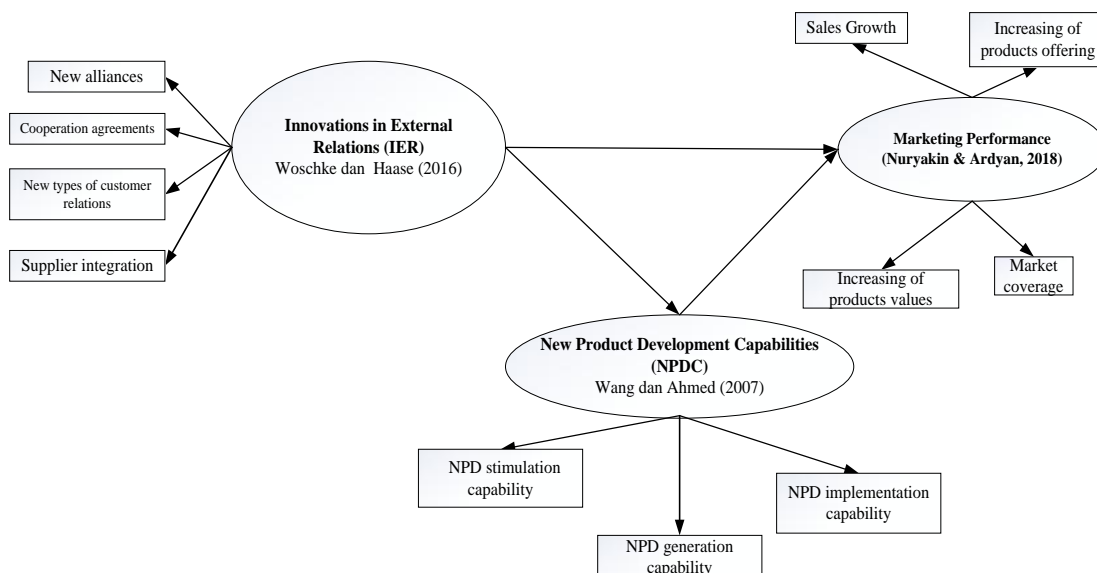 New alliances
Cooperation agreements
New types of customer
relations
Supplier integration
Innovations in External
Relations (IER)
Woschke dan  Haase (2016)
Sales Growth
Increasing of
products offering
Marketing Performance
(Nuryakin & Ardyan, 2018)
Increasing of
products values
Market
coverage
New Product Development Capabilities
(NPDC)
Wang dan Ahmed (2007)
NPD stimulation
capability
NPD generation
capability
NPD implementation
capability